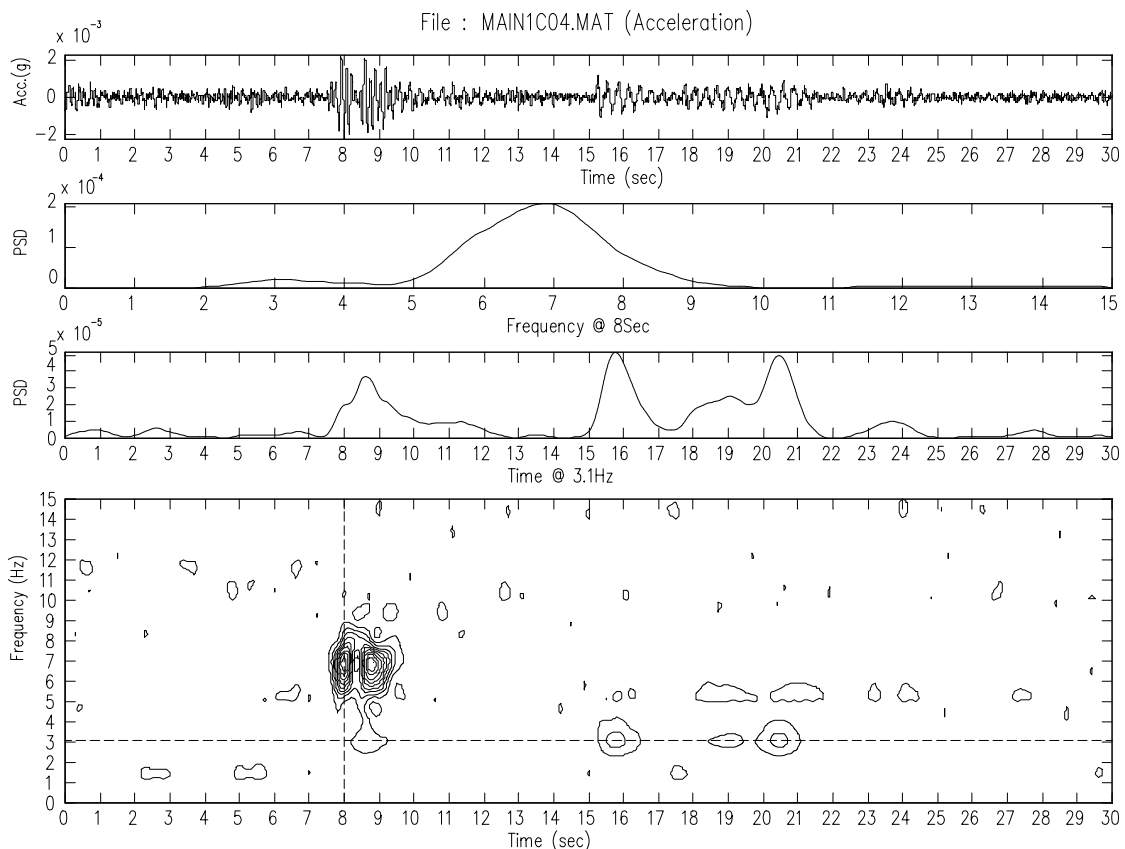 File : MAIN1C04.MAT (Acceleration)
x 10⁻³
Acc.(g)
2
0
−2
0 1 2 3 4 5 6 7 8 9 10 11 12 13 14 15 16 17 18 19 20 21 22 23 24 25 26 27 28 29 30
Time (sec)
x 10⁻⁴
PSD
2
1
0
0 1 2 3 4 5 6 7 8 9 10 11 12 13 14 15
Frequency @ 8Sec
x 10⁻⁵
PSD
5
4
3
2
1
0
0 1 2 3 4 5 6 7 8 9 10 11 12 13 14 15 16 17 18 19 20 21 22 23 24 25 26 27 28 29 30
Time @ 3.1Hz
Frequency (Hz)
15
14
13
12
11
10
9
8
7
6
5
4
3
2
1
0
0 1 2 3 4 5 6 7 8 9 10 11 12 13 14 15 16 17 18 19 20 21 22 23 24 25 26 27 28 29 30
Time (sec)